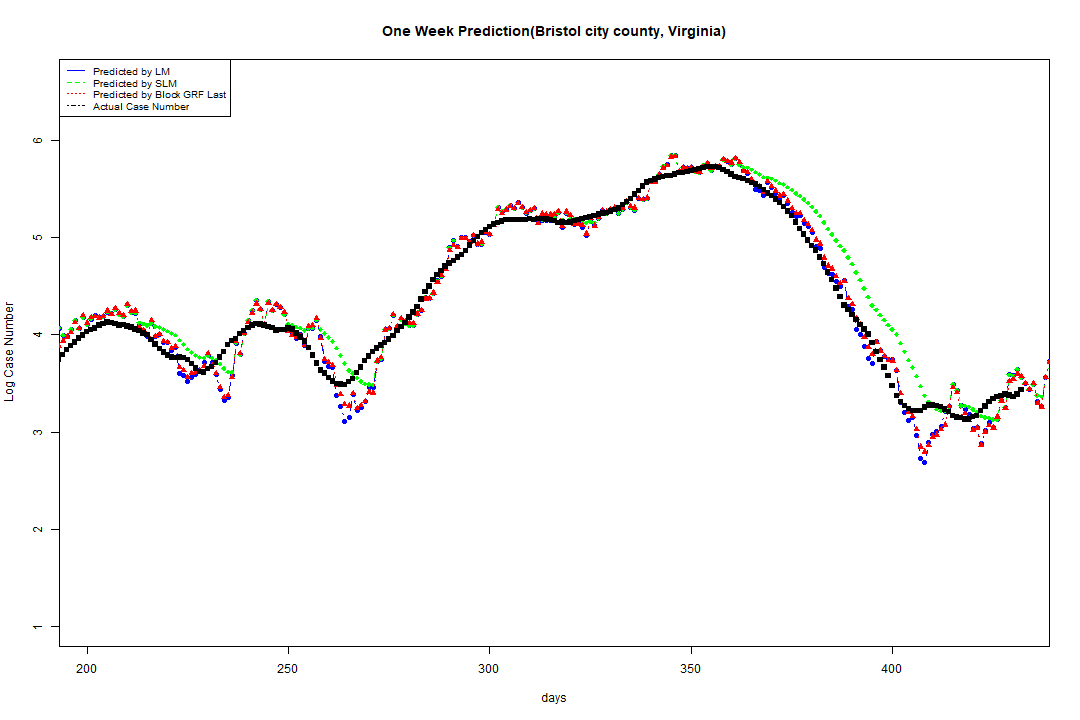 One Week Prediction(Bristol city county, Virginia)
Predicted by LM
Predicted by SLM
Predicted by Block GRF Last
Actual Case Number
6
5
4
3
2
1
Log Case Number
200 250 300 350 400
days